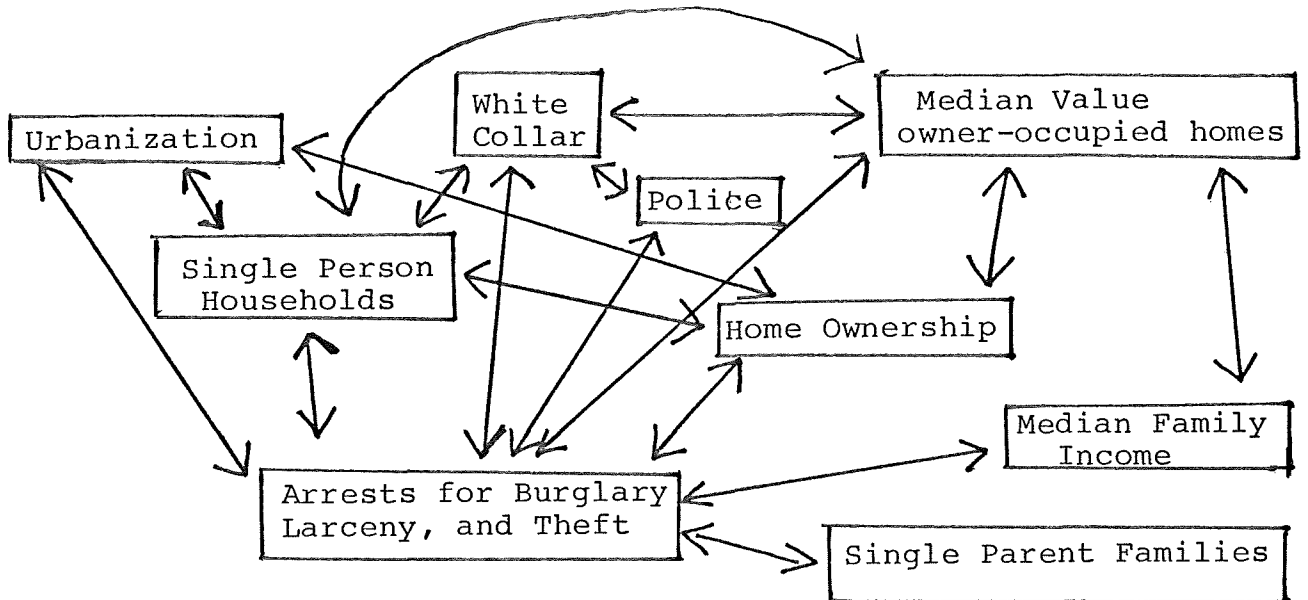 Urbanization
White
Collar
Median Value
owner-occupied homes
Police
Single Person
Households
Home Ownership
Median Family
Income
Arrests for Burglary
Larceny, and Theft
Single Parent Families